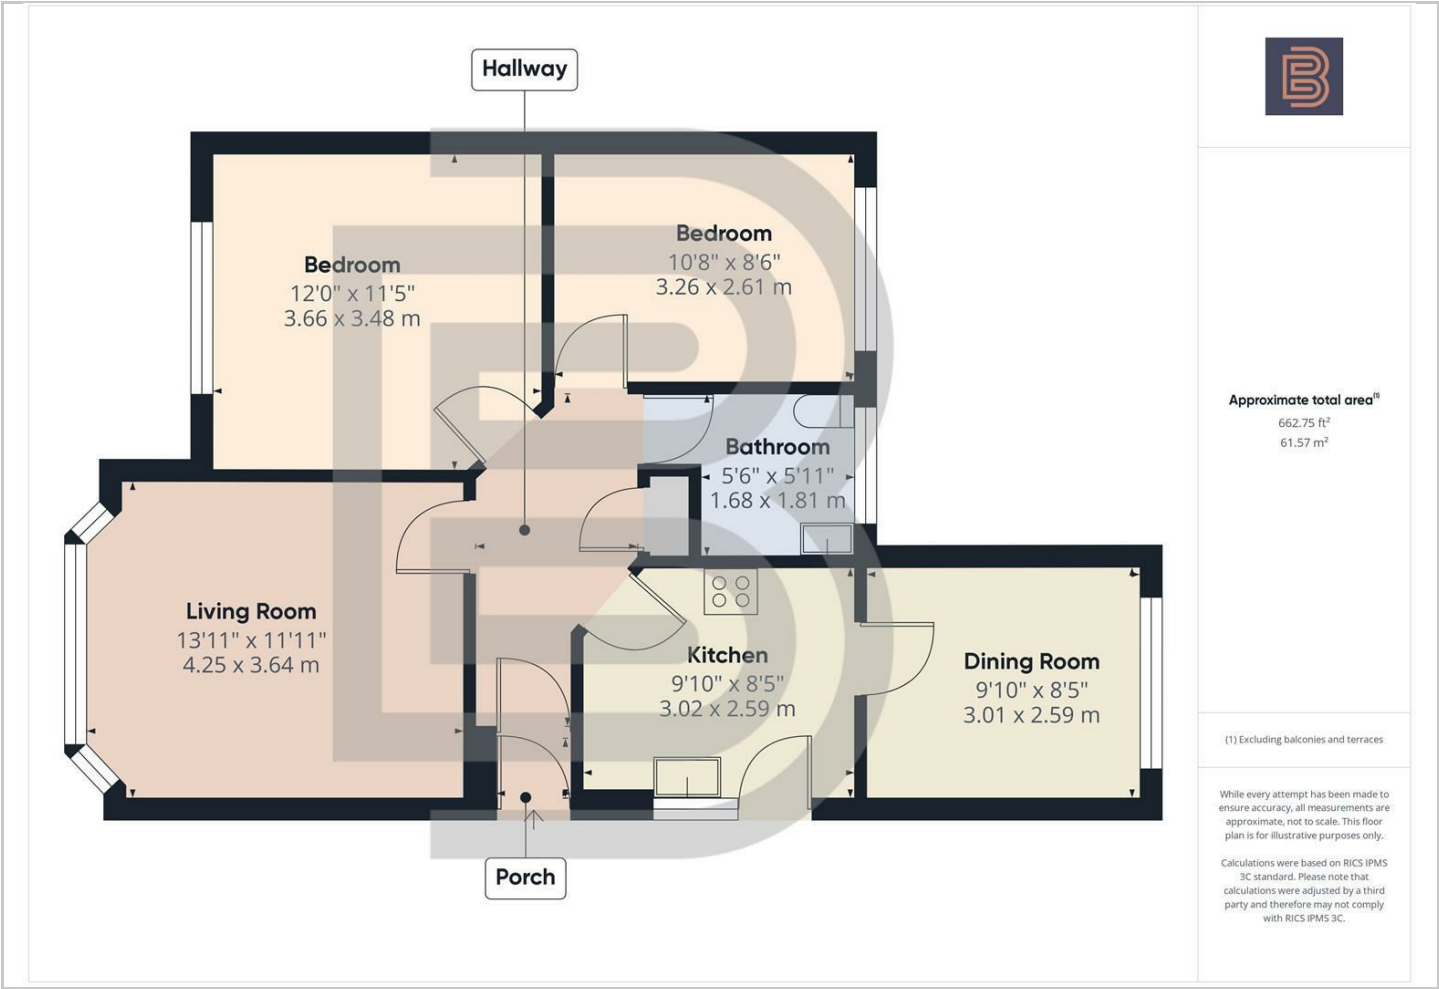 Hallway
Bedroom
12'0" x 11'5"
3.66 x 3.48 m
Bedroom
10'8" x 8'6"
3.26 x 2.61 m
Bathroom
5'6" x 5'11"
1.68 x 1.81 m
Living Room
13'11" x 11'11"
4.25 x 3.64 m
Kitchen
9'10" x 8'5"
3.02 x 2.59 m
Dining Room
9'10" x 8'5"
3.01 x 2.59 m
Porch
B
Approximate total area⁽¹⁾
662.75 ft²
61.57 m²
(1) Excluding balconies and terraces
While every attempt has been made to
ensure accuracy, all measurements are
approximate, not to scale. This floor
plan is for illustrative purposes only.
Calculations were based on RICS IPMS
3C standard. Please note that
calculations were adjusted by a third
party and therefore may not comply
with RICS IPMS 3C.